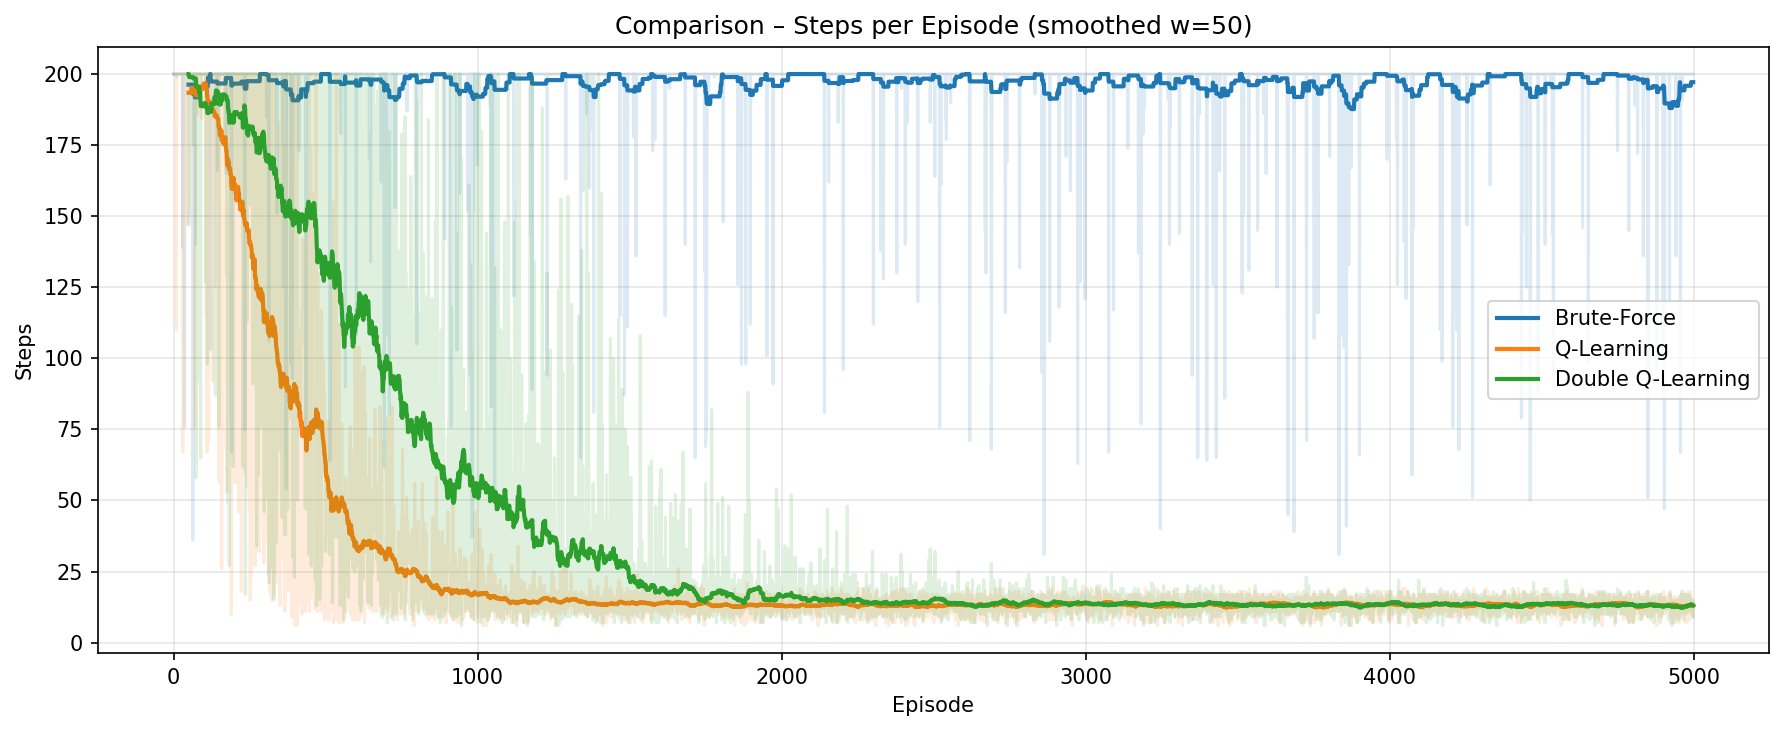 Comparison – Steps per Episode (smoothed w=50)
Steps
200
175
150
125
100
75
50
25
0
Brute-Force
Q-Learning
Double Q-Learning
0 1000 2000 3000 4000 5000
Episode